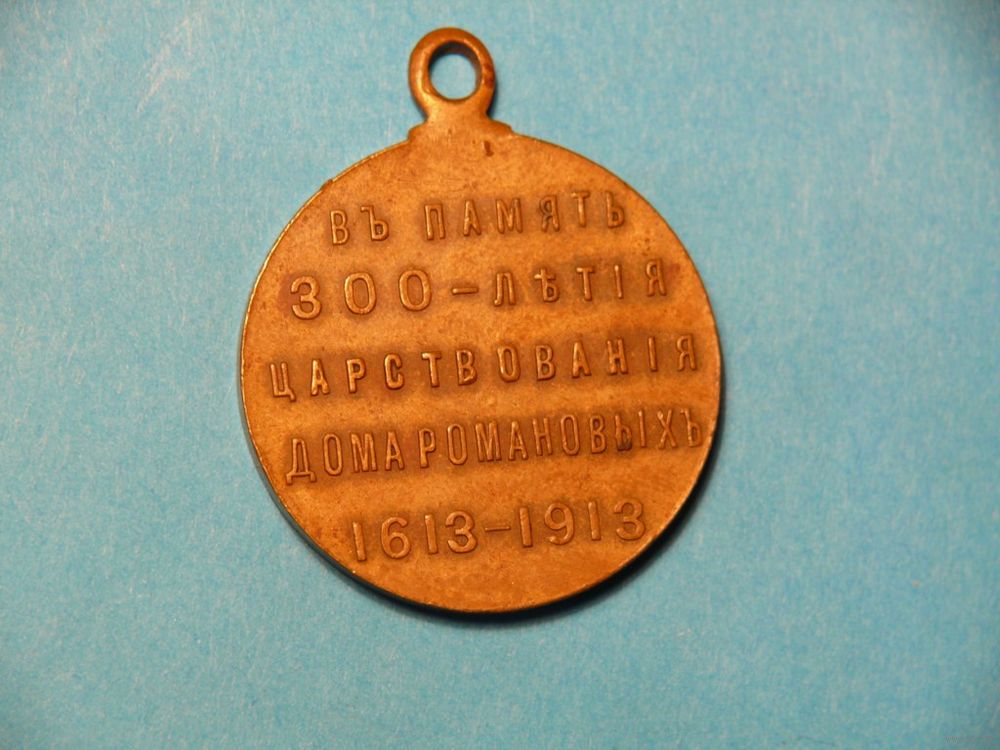 ВЪ ПАМЯТЬ
300-ЛѢТІЯ
ЦАРСТВОВАНІЯ
ДОМА РОМАНОВЫХЪ
1613-1913